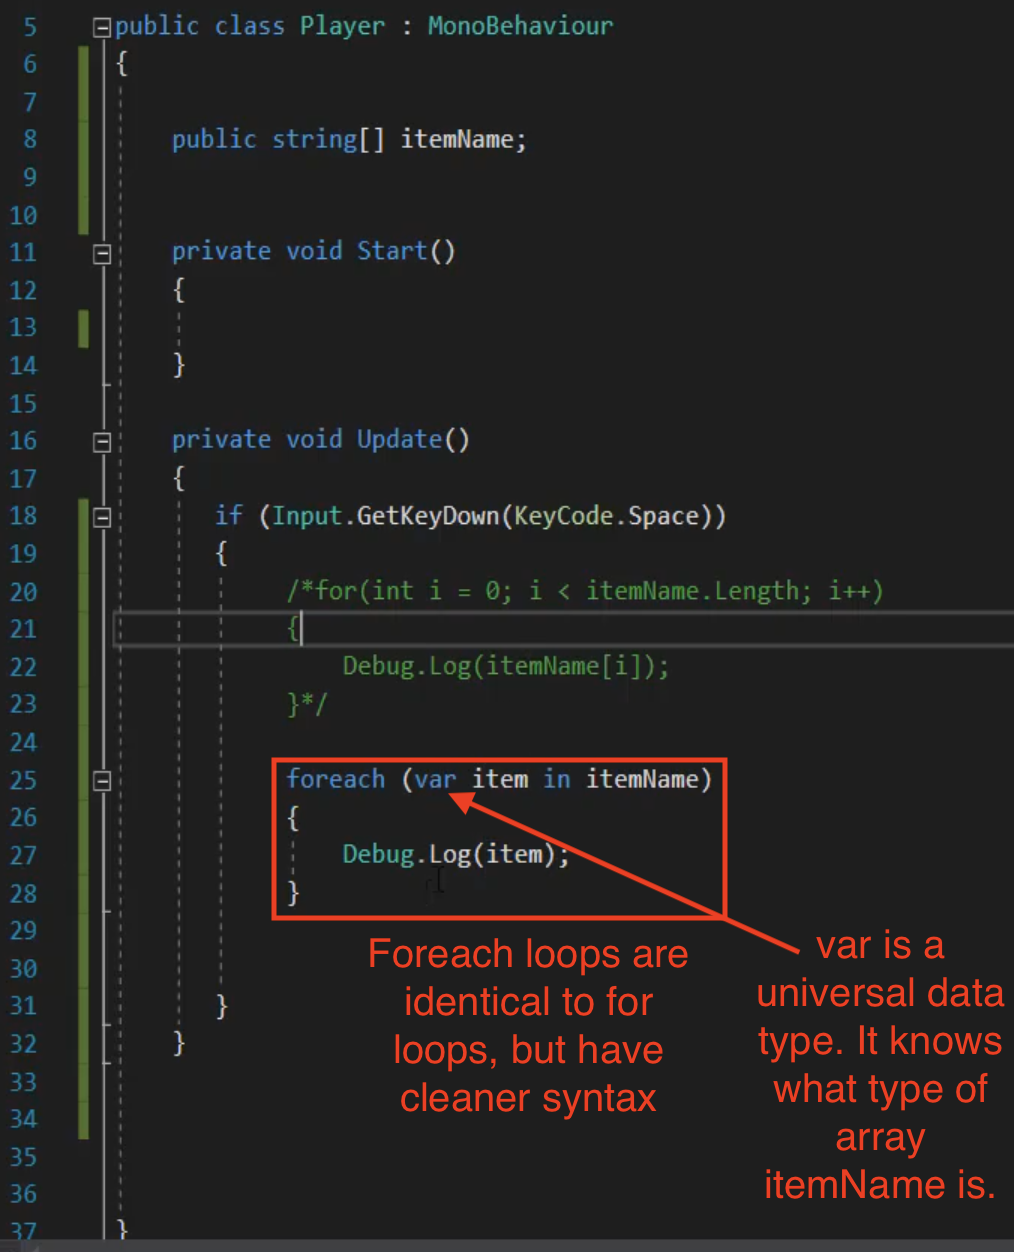 5 public class Player : MonoBehaviour
6 {
7
8 public string[] itemName;
9
10
11 private void Start()
12 {
13
14 }
15
16 private void Update()
17 {
18 if (Input.GetKeyDown(KeyCode.Space))
19 {
20 /*for(int i = 0; i < itemName.Length; i++)
21 {
22 Debug.Log(itemName[i]);
23 }*/
24
25 foreach (var item in itemName)
26 {
27 Debug.Log(item);
28 }
29
30
31 }
32 }
33
34
35
36
37 }
Foreach loops are
identical to for
loops, but have
cleaner syntax
var is a
universal data
type. It knows
what type of
array
itemName is.